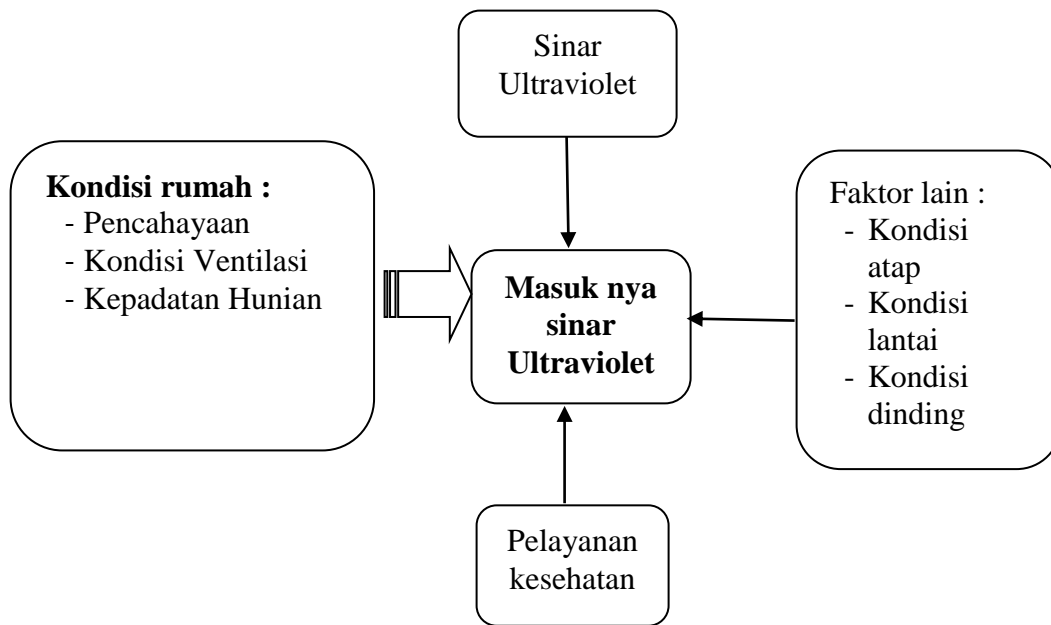 Sinar
Ultraviolet
Kondisi rumah :
- Pencahayaan
- Kondisi Ventilasi
- Kepadatan Hunian
Masuk nya
sinar
Ultraviolet
Faktor lain :
- Kondisi
atap
- Kondisi
lantai
- Kondisi
dinding
Pelayanan
kesehatan